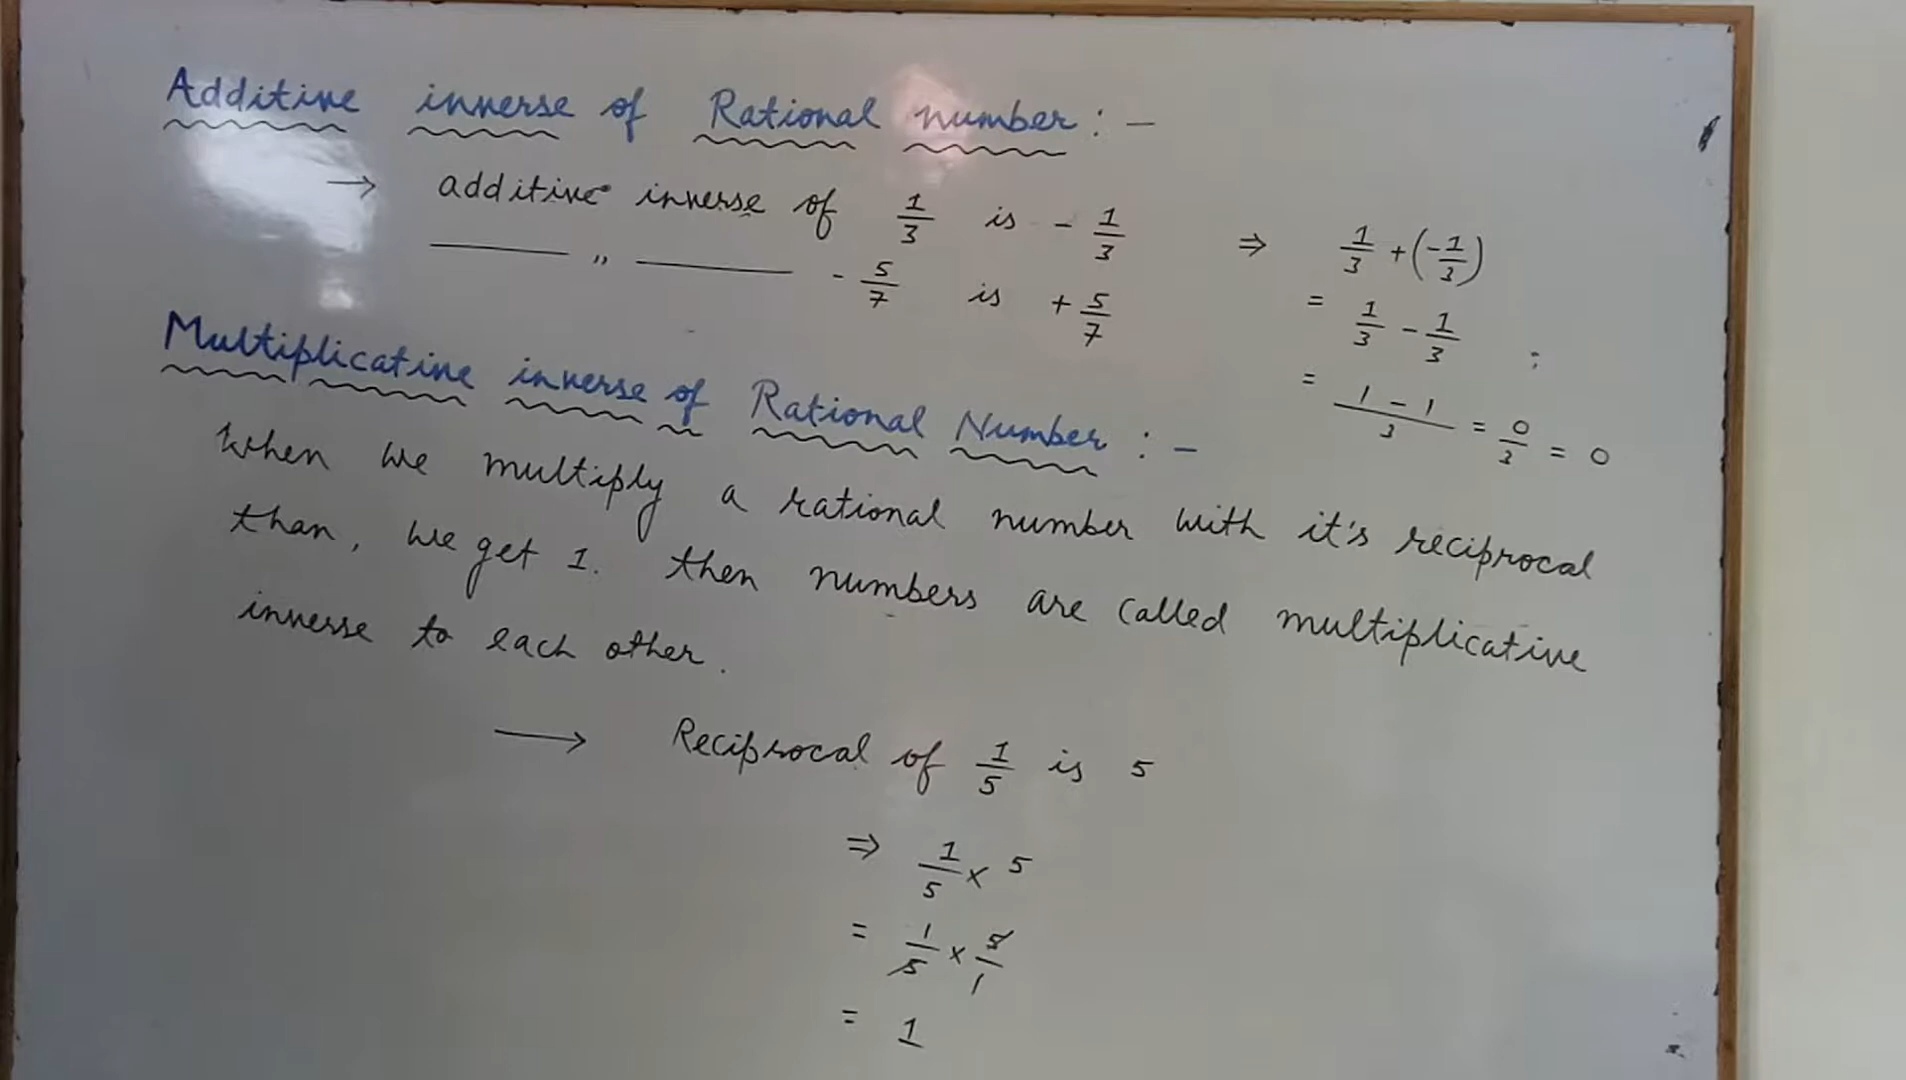 Additive inverse of Rational number : -
→ additive inverse of 1/3 is - 1/3 ⇒ 1/3 + (-1/3)
—— ,, —— - 5/7 is + 5/7
= 1/3 - 1/3 ;
= 1 - 1/3 = 0/3 = 0
Multiplicative inverse of Rational Number : -
When we multiply a rational number with it's reciprocal
than, we get 1. then numbers are called multiplicative
inverse to each other.
→ Reciprocal of 1/5 is 5
⇒ 1/5 × 5
= 1/5 × 5/1
= 1